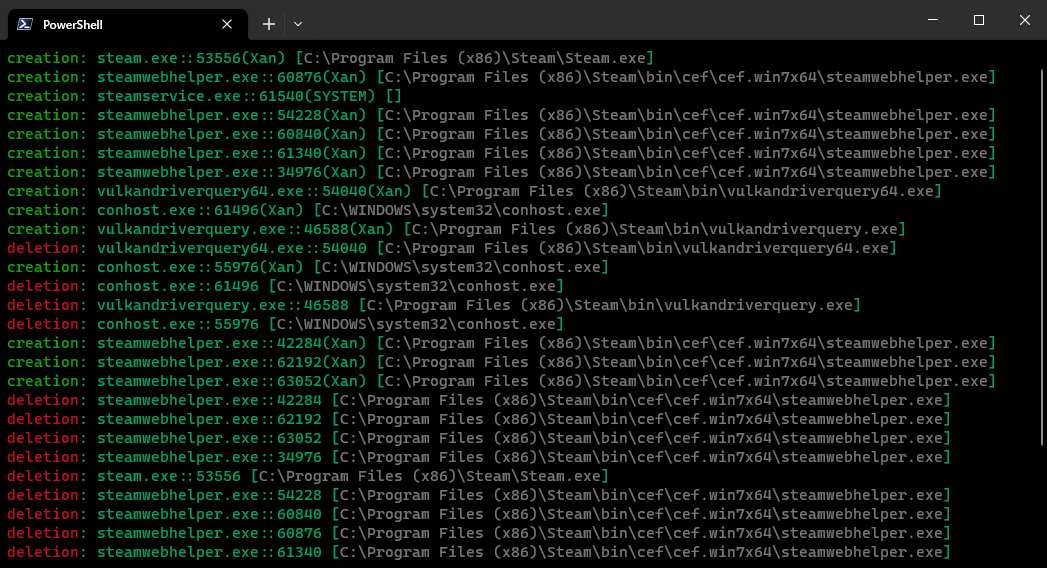 PowerShell
creation: steam.exe::53556(Xan) [C:\Program Files (x86)\Steam\Steam.exe]
creation: steamwebhelper.exe::60876(Xan) [C:\Program Files (x86)\Steam\bin\cef\cef.win7x64\steamwebhelper.exe]
creation: steamservice.exe::61540(SYSTEM) []
creation: steamwebhelper.exe::54228(Xan) [C:\Program Files (x86)\Steam\bin\cef\cef.win7x64\steamwebhelper.exe]
creation: steamwebhelper.exe::60840(Xan) [C:\Program Files (x86)\Steam\bin\cef\cef.win7x64\steamwebhelper.exe]
creation: steamwebhelper.exe::61340(Xan) [C:\Program Files (x86)\Steam\bin\cef\cef.win7x64\steamwebhelper.exe]
creation: steamwebhelper.exe::34976(Xan) [C:\Program Files (x86)\Steam\bin\cef\cef.win7x64\steamwebhelper.exe]
creation: vulkandriverquery64.exe::54040(Xan) [C:\Program Files (x86)\Steam\bin\vulkandriverquery64.exe]
creation: conhost.exe::61496(Xan) [C:\WINDOWS\system32\conhost.exe]
creation: vulkandriverquery.exe::46588(Xan) [C:\Program Files (x86)\Steam\bin\vulkandriverquery.exe]
deletion: vulkandriverquery64.exe::54040 [C:\Program Files (x86)\Steam\bin\vulkandriverquery64.exe]
creation: conhost.exe::55976(Xan) [C:\WINDOWS\system32\conhost.exe]
deletion: conhost.exe::61496 [C:\WINDOWS\system32\conhost.exe]
deletion: vulkandriverquery.exe::46588 [C:\Program Files (x86)\Steam\bin\vulkandriverquery.exe]
deletion: conhost.exe::55976 [C:\WINDOWS\system32\conhost.exe]
creation: steamwebhelper.exe::42284(Xan) [C:\Program Files (x86)\Steam\bin\cef\cef.win7x64\steamwebhelper.exe]
creation: steamwebhelper.exe::62192(Xan) [C:\Program Files (x86)\Steam\bin\cef\cef.win7x64\steamwebhelper.exe]
creation: steamwebhelper.exe::63052(Xan) [C:\Program Files (x86)\Steam\bin\cef\cef.win7x64\steamwebhelper.exe]
deletion: steamwebhelper.exe::42284 [C:\Program Files (x86)\Steam\bin\cef\cef.win7x64\steamwebhelper.exe]
deletion: steamwebhelper.exe::62192 [C:\Program Files (x86)\Steam\bin\cef\cef.win7x64\steamwebhelper.exe]
deletion: steamwebhelper.exe::63052 [C:\Program Files (x86)\Steam\bin\cef\cef.win7x64\steamwebhelper.exe]
deletion: steamwebhelper.exe::34976 [C:\Program Files (x86)\Steam\bin\cef\cef.win7x64\steamwebhelper.exe]
deletion: steam.exe::53556 [C:\Program Files (x86)\Steam\Steam.exe]
deletion: steamwebhelper.exe::54228 [C:\Program Files (x86)\Steam\bin\cef\cef.win7x64\steamwebhelper.exe]
deletion: steamwebhelper.exe::60840 [C:\Program Files (x86)\Steam\bin\cef\cef.win7x64\steamwebhelper.exe]
deletion: steamwebhelper.exe::60876 [C:\Program Files (x86)\Steam\bin\cef\cef.win7x64\steamwebhelper.exe]
deletion: steamwebhelper.exe::61340 [C:\Program Files (x86)\Steam\bin\cef\cef.win7x64\steamwebhelper.exe]